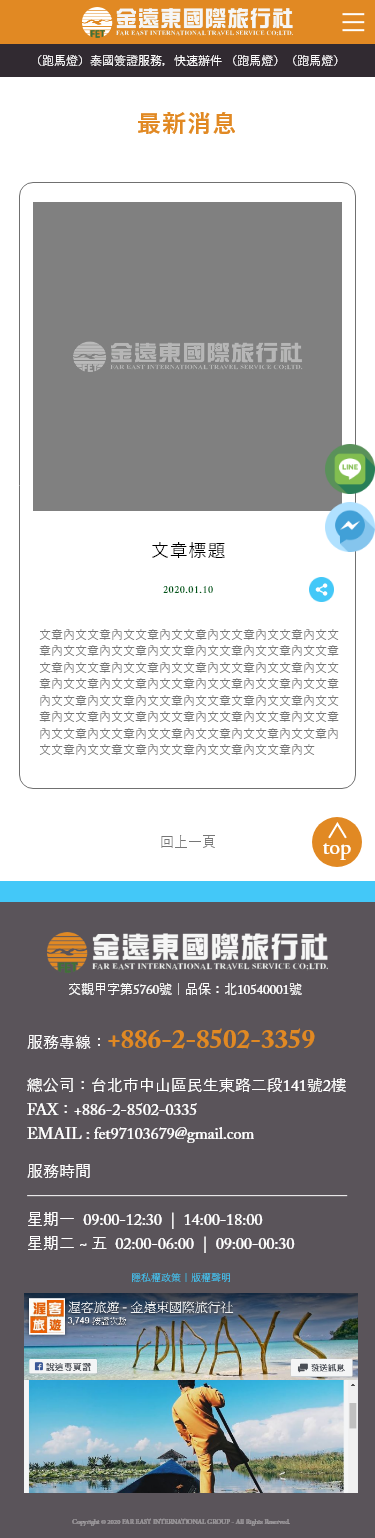 金遠東國際旅行社
FAR EAST INTERNATIONAL TRAVEL SERVICE CO.LTD.
FET
（跑馬燈）泰國簽證服務，快速辦件 （跑馬燈）（跑馬燈）
最新消息
金遠東國際旅行社
FAR EAST INTERNATIONAL TRAVEL SERVICE CO.LTD.
FET
LINE
文章標題
2020.01.10
文章內文文章內文文章內文文章內文文章內文文章內文文
章內文文章內文文章內文文章內文文章內文文章內文文章
文章內文文章內文文章內文文章內文文章內文文章內文文
章內文文章內文文章內文文章內文文章內文文章內文文章
內文文章內文文章內文文章內文文章文章內文文章內文文
章內文文章內文文章內文文章內文文章內文文章內文文章
內文文章內文文章內文文章內文文章內文文章內文文章內
文文章內文文章文章內文文章內文文章內文文章內文
回上一頁
top
金遠東國際旅行社
FAR EAST INTERNATIONAL TRAVEL SERVICE CO.LTD.
FET
交觀甲字第5760號｜品保：北10540001號
服務專線：+886-2-8502-3359
總公司：台北市中山區民生東路二段141號2樓
FAX：+886-2-8502-0335
EMAIL : fet97103679@gmail.com
服務時間
星期一 09:00-12:30 | 14:00-18:00
星期二 ~ 五 02:00-06:00 | 09:00-00:30
隱私權政策 | 版權聲明
渥客旅遊
渥客旅遊 - 金遠東國際旅行社
3,749 按讚次數
FRIDAYS
說這專頁讚
發送訊息
Copyright © 2020 FAR EAST INTERNATIONAL GROUP - All Rights Reserved.